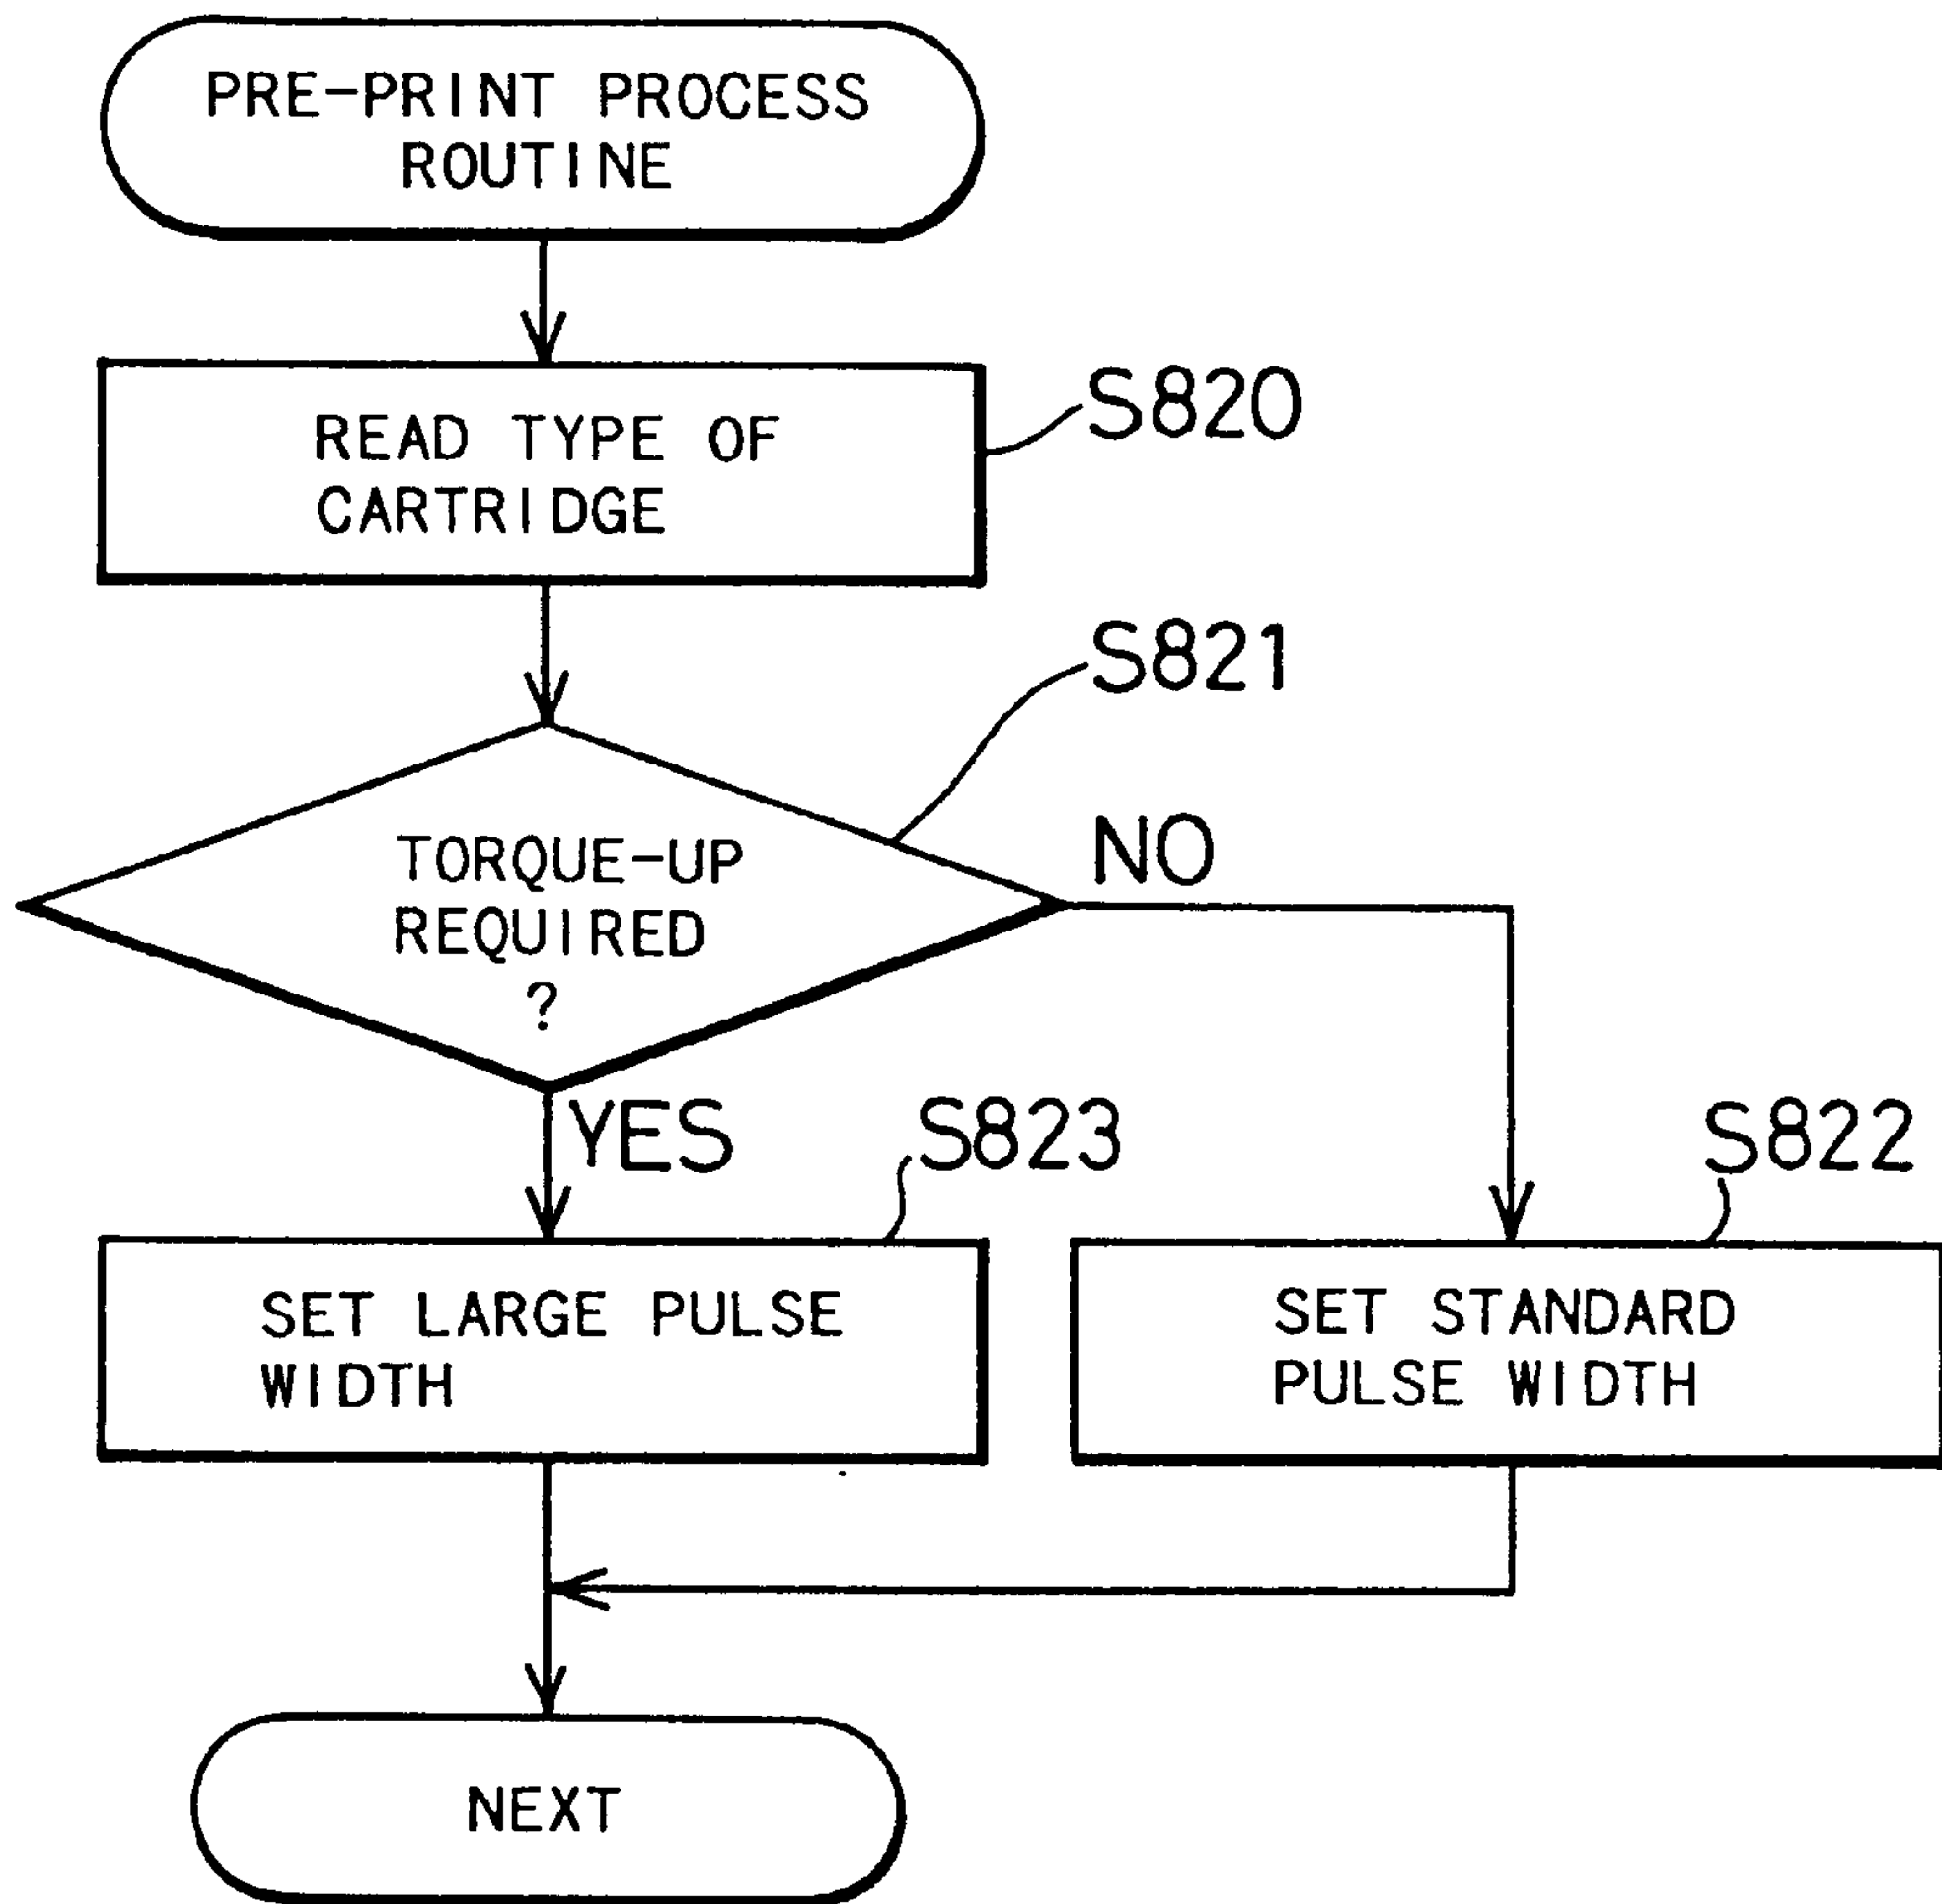 PRE-PRINT PROCESS
ROUTINE
READ TYPE OF
CARTRIDGE
S820
S821
TORQUE-UP
REQUIRED
?
NO
YES
S823
S822
SET LARGE PULSE
WIDTH
SET STANDARD
PULSE WIDTH
NEXT